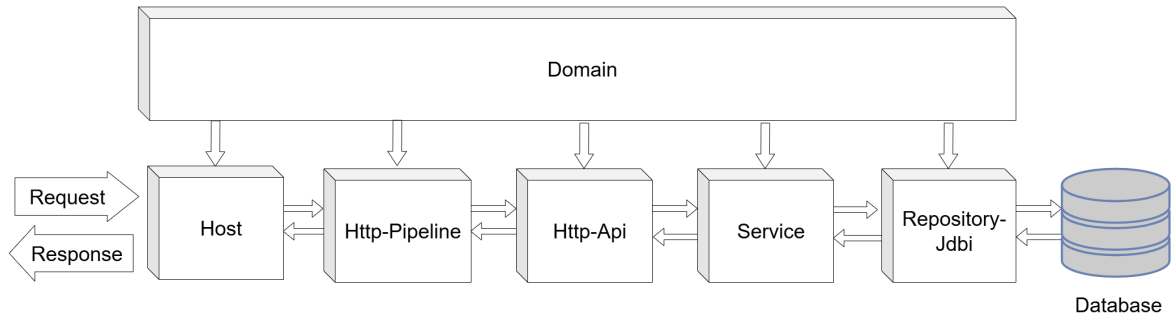 Domain
Request
Response
Host
Http-Pipeline
Http-Api
Service
Repository-
Jdbi
Database